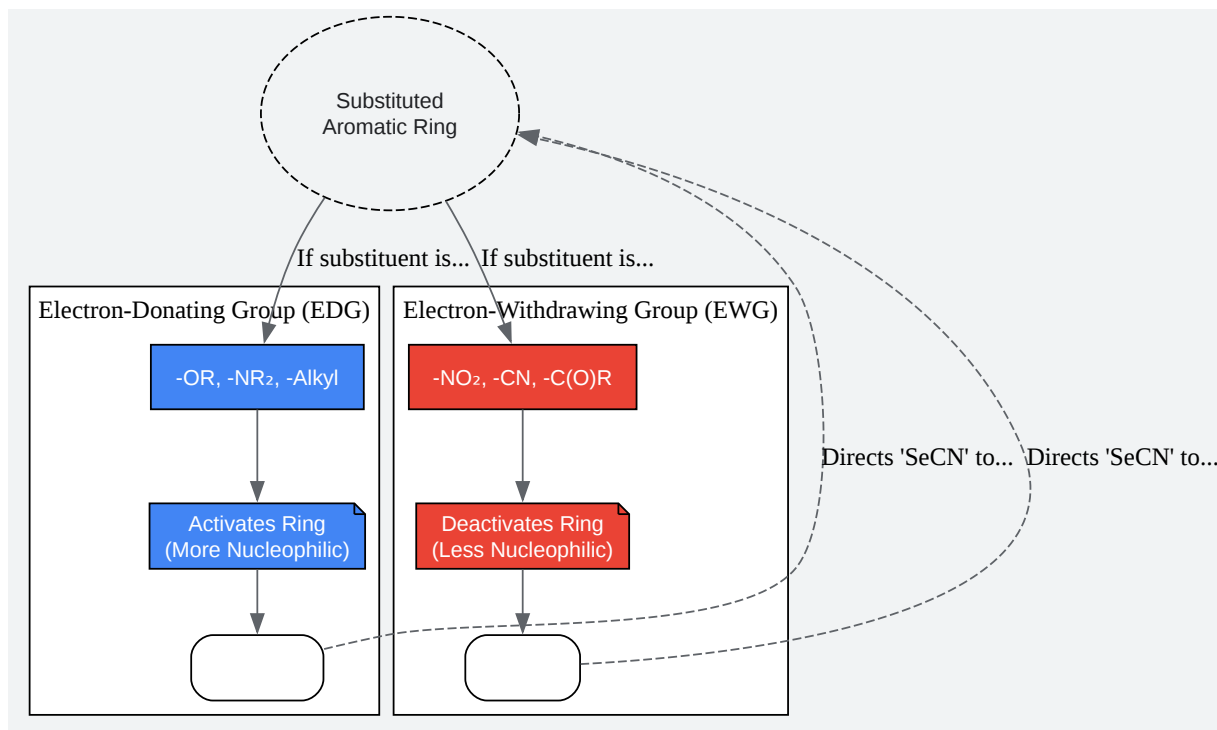 Substituted
Aromatic Ring
If substituent is...
If substituent is...
Electron-Donating Group (EDG)
Electron-Withdrawing Group (EWG)
-OR, -NR₂, -Alkyl
-NO₂, -CN, -C(O)R
Directs 'SeCN' to...
Directs 'SeCN' to...
Activates Ring
(More Nucleophilic)
Deactivates Ring
(Less Nucleophilic)